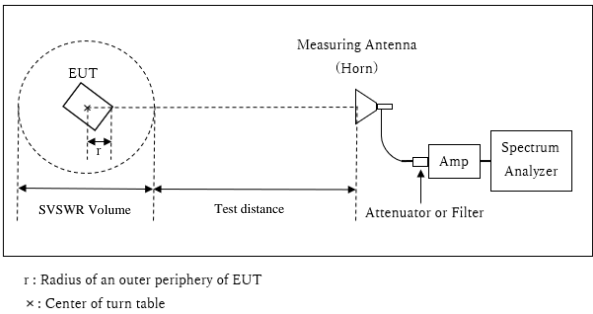 Measuring Antenna
(Horn)
EUT
×
r
Spectrum
Analyzer
Amp
SVSWR Volume
Test distance
Attenuator or Filter
r : Radius of an outer periphery of EUT
× : Center of turn table